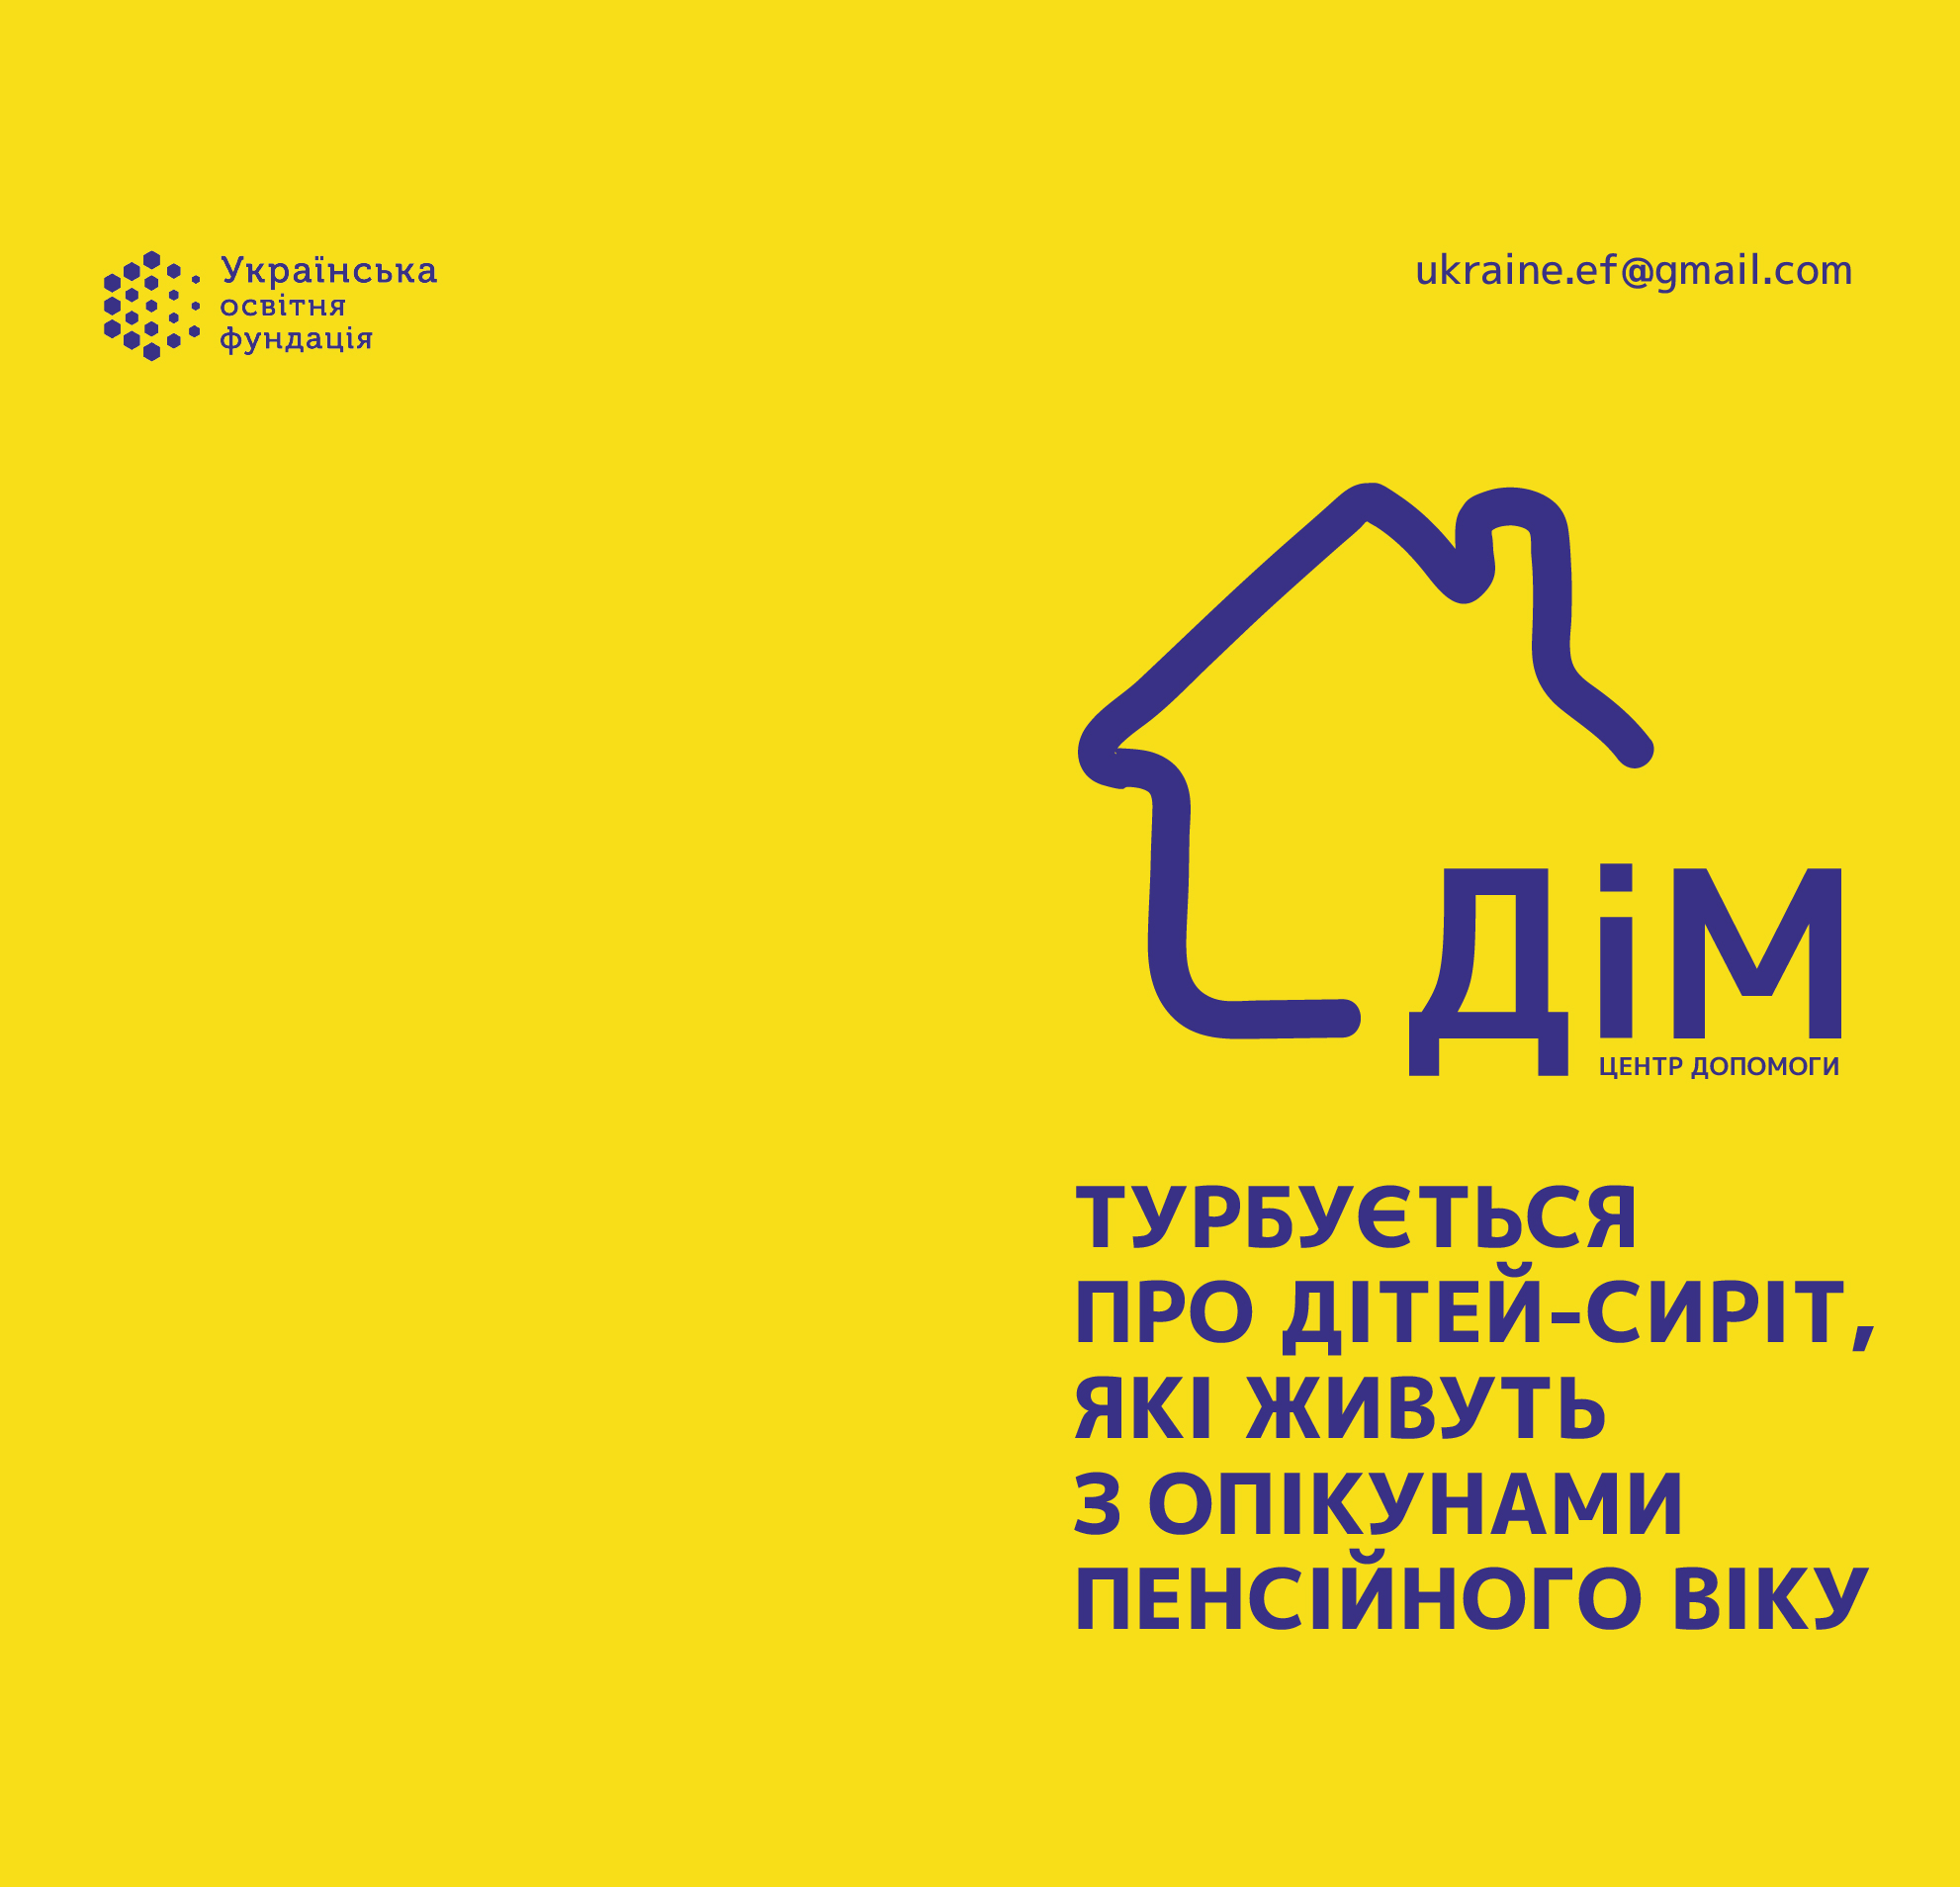 Українська
освітня
фундація
ukraine.ef@gmail.com
ДіМ
ЦЕНТР ДОПОМОГИ
ТУРБУЄТЬСЯ
ПРО ДІТЕЙ-СИРІТ,
ЯКІ ЖИВУТЬ
З ОПІКУНАМИ
ПЕНСІЙНОГО ВІКУ